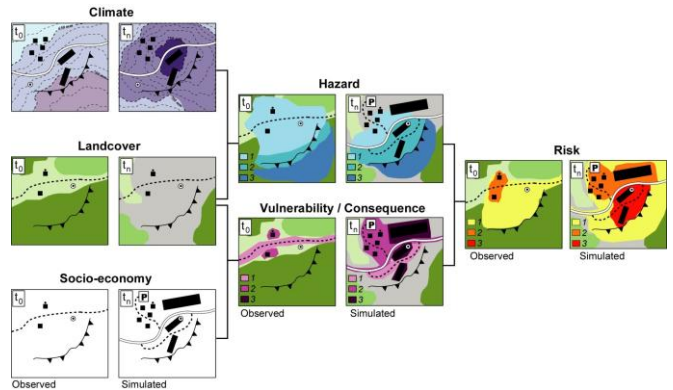 Climate
t0
tn
Hazard
t0
tn
P
1
2
3
1
2
3
Landcover
t0
tn
Risk
t0
tn
P
1
2
3
1
2
3
Observed
Simulated
Vulnerability / Consequence
t0
tn
P
1
2
3
1
2
3
Observed
Simulated
Socio-economy
t0
tn
P
Observed
Simulated